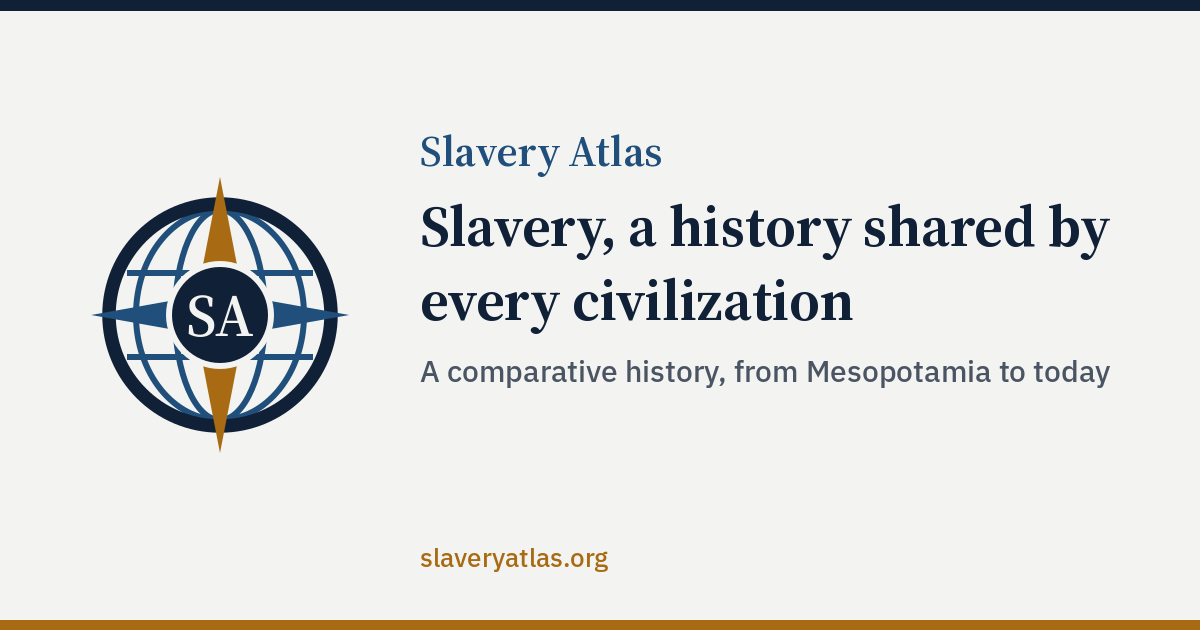 SA
Slavery Atlas
Slavery, a history shared by
every civilization
A comparative history, from Mesopotamia to today
slaveryatlas.org